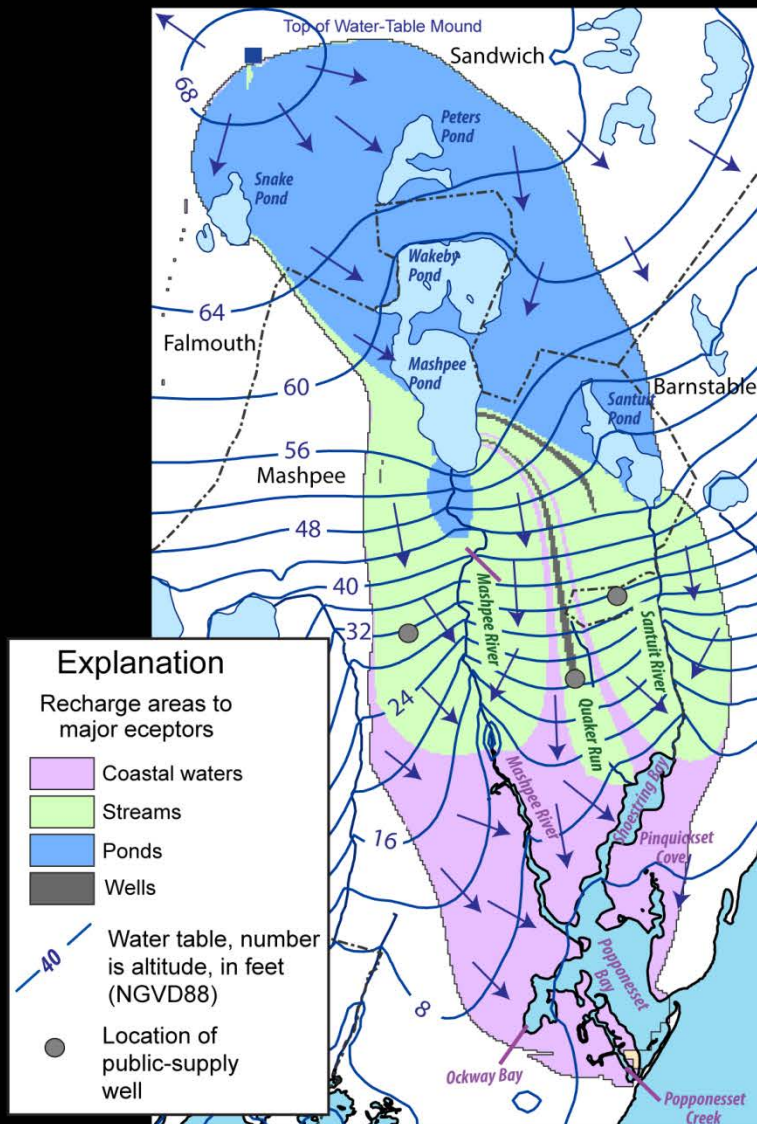 Top of Water-Table Mound
Sandwich
68
Peters
Pond
Snake
Pond
Wakeby
Pond
64
Falmouth
Mashpee
Pond
60
Barnstable
Santuit
Pond
56
Mashpee
48
40
Mashpee River
32
Santuit River
24
Quaker Run
Mashpee River
Shoestring Bay
Pinquickset
Cove
16
Popponesset
Bay
8
Ockway Bay
Popponesset
Creek
Explanation
Recharge areas to
major eceptors
Coastal waters
Streams
Ponds
Wells
40
Water table, number
is altitude, in feet
(NGVD88)
Location of
public-supply
well